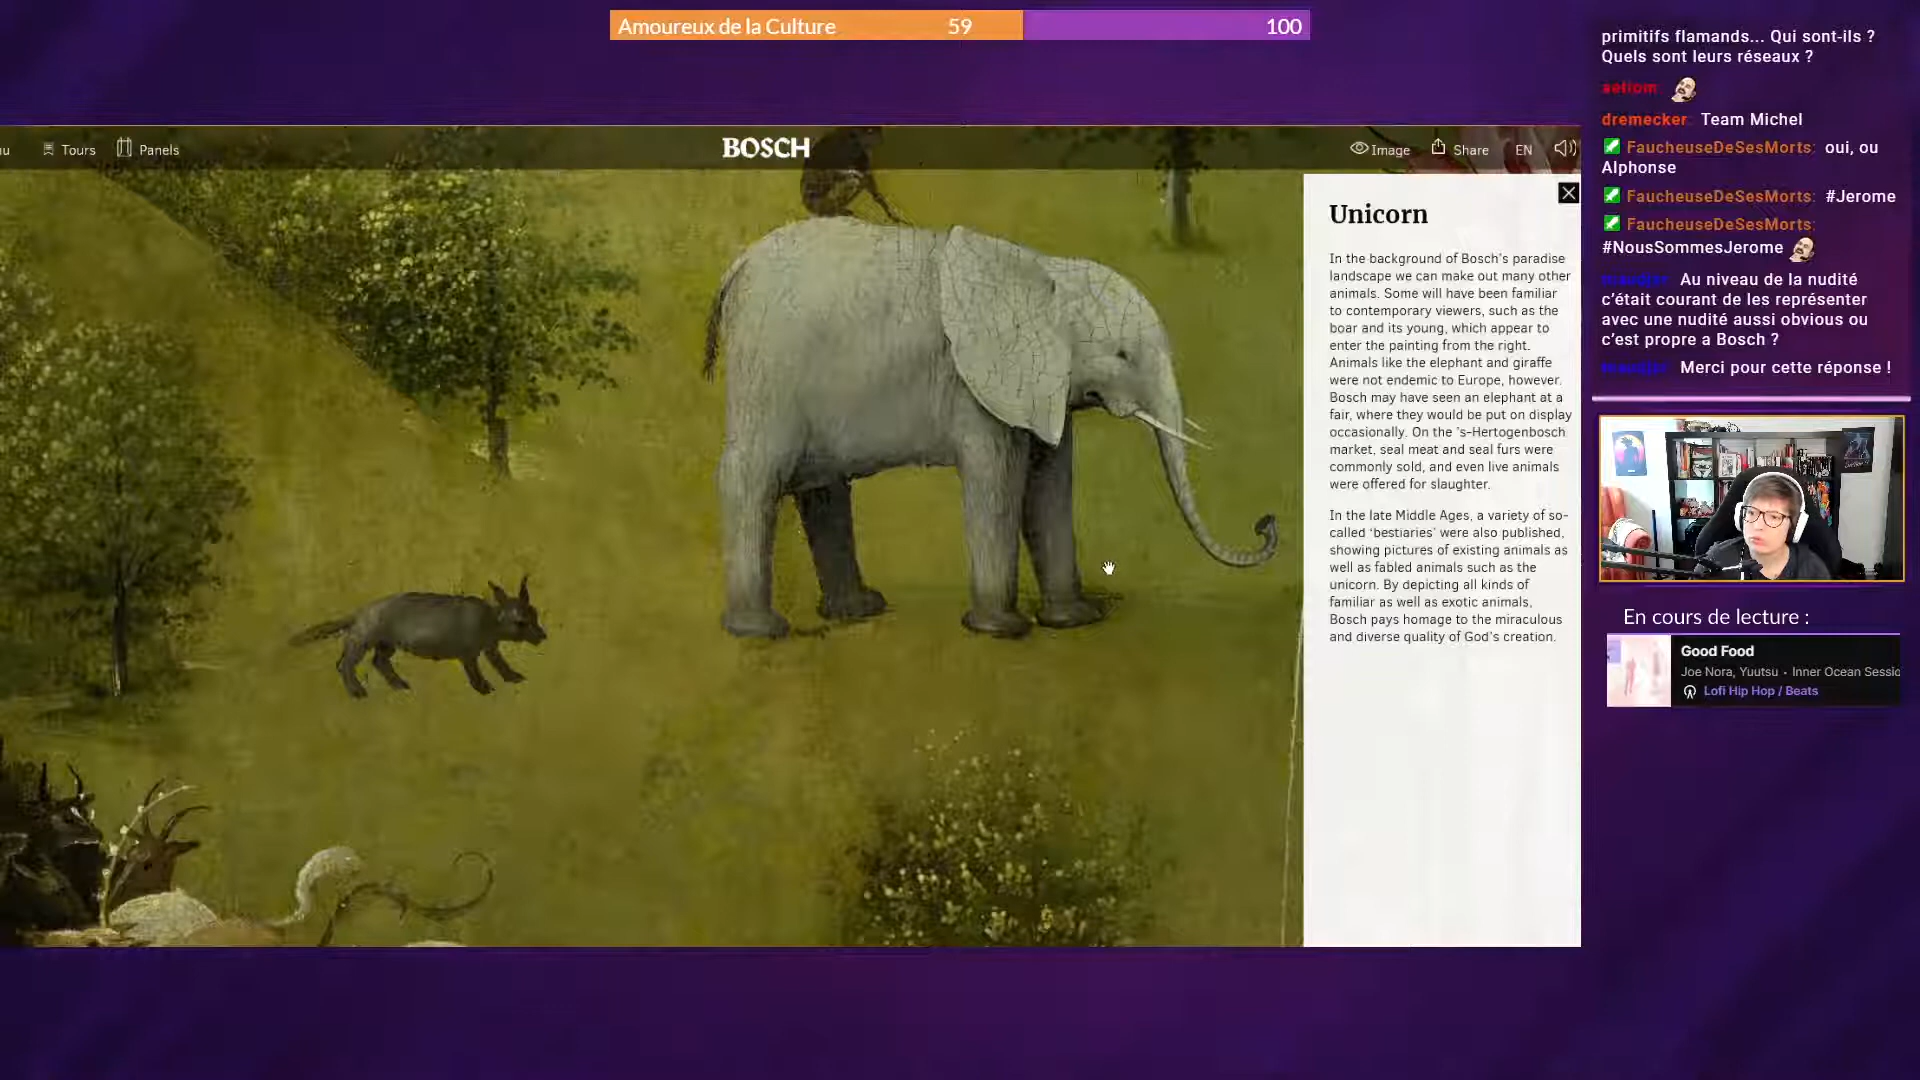 Amoureux de la Culture 59 100
Tours Panels BOSCH Image Share EN
Unicorn
In the background of Bosch's paradise
landscape we can make out many other
animals. Some will have been familiar
to contemporary viewers, such as the
boar and its young, which appear to
enter the painting from the right.
Animals like the elephant and giraffe
were not endemic to Europe, however.
Bosch may have seen an elephant at a
fair, where they would be put on display
occasionally. On the 's-Hertogenbosch
market, seal meat and seal furs were
commonly sold, and even live animals
were offered for slaughter.
In the late Middle Ages, a variety of so-
called 'bestiaries' were also published,
showing pictures of existing animals as
well as fabled animals such as the
unicorn. By depicting all kinds of
familiar as well as exotic animals,
Bosch pays homage to the miraculous
and diverse quality of God's creation.
primitifs flamands... Qui sont-ils ?
Quels sont leurs réseaux ?
aetiom:
dremecker: Team Michel
FaucheuseDeSesMorts: oui, ou
Alphonse
FaucheuseDeSesMorts: #Jerome
FaucheuseDeSesMorts:
#NousSommesJerome
Au niveau de la nudité
c'était courant de les représenter
avec une nudité aussi obvious ou
c'est propre a Bosch ?
Merci pour cette réponse !
En cours de lecture :
Good Food
Joe Nora, Yuutsu • Inner Ocean Sessio
Lofi Hip Hop / Beats